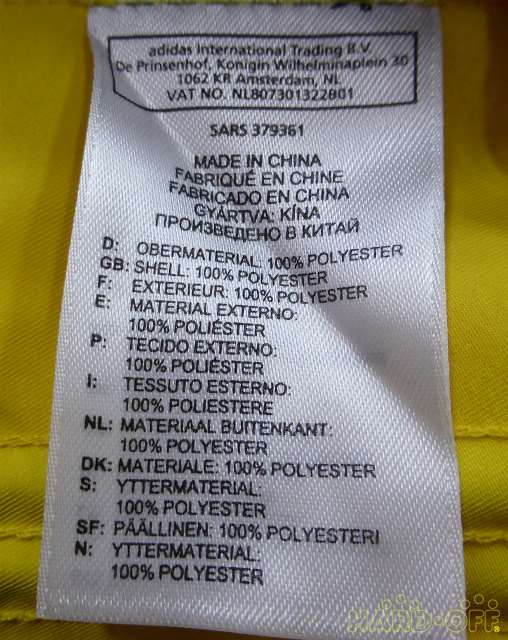 adidas International Trading B.V.
De Prinsenhof, Konigin Wilhelminaplein 30
1062 KR Amsterdam, NL
VAT NO. NL807301322B01
SARS 379361
MADE IN CHINA
FABRIQUÉ EN CHINE
FABRICADO EN CHINA
GYÁRTVA: KÍNA
ПРОИЗВЕДЕНО В КИТАЙ
D: OBERMATERIAL: 100% POLYESTER
GB: SHELL: 100% POLYESTER
F: EXTERIEUR: 100% POLYESTER
E: MATERIAL EXTERNO:
100% POLIÉSTER
P: TECIDO EXTERNO:
100% POLIÉSTER
I: TESSUTO ESTERNO:
100% POLIESTERE
NL: MATERIAAL BUITENKANT:
100% POLYESTER
DK: MATERIALE: 100% POLYESTER
S: YTTERMATERIAL:
100% POLYESTER
SF: PÄÄLLINEN: 100% POLYESTERI
N: YTTERMATERIAL:
100% POLYESTER
HARD-OFF